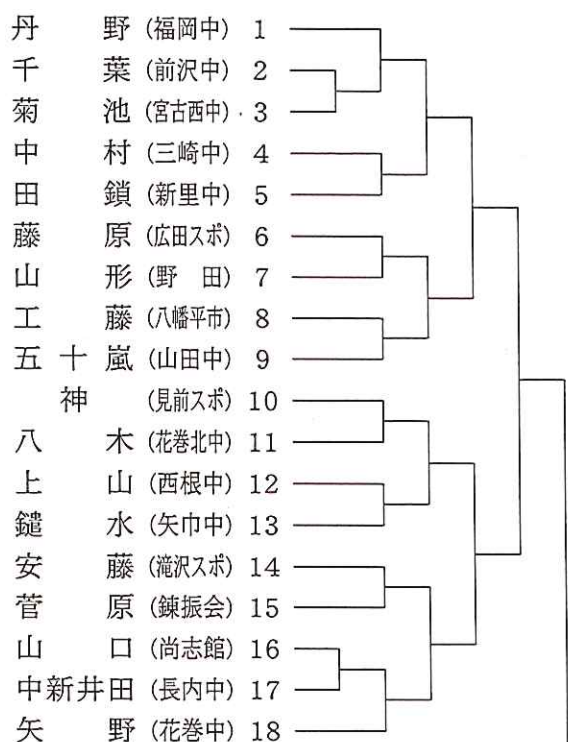 丹野 (福岡中) 1
千葉 (前沢中) 2
菊池 (宮古西中) 3
中村 (三崎中) 4
田鎖 (新里中) 5
藤原 (広田スポ) 6
山形 (野田) 7
工藤 (八幡平市) 8
五十嵐 (山田中) 9
神 (見前スポ) 10
八木 (花巻北中) 11
上山 (西根中) 12
鑓水 (矢巾中) 13
安藤 (滝沢スポ) 14
菅原 (錬振会) 15
山口 (尚志館) 16
中新井田 (長内中) 17
矢野 (花巻中) 18